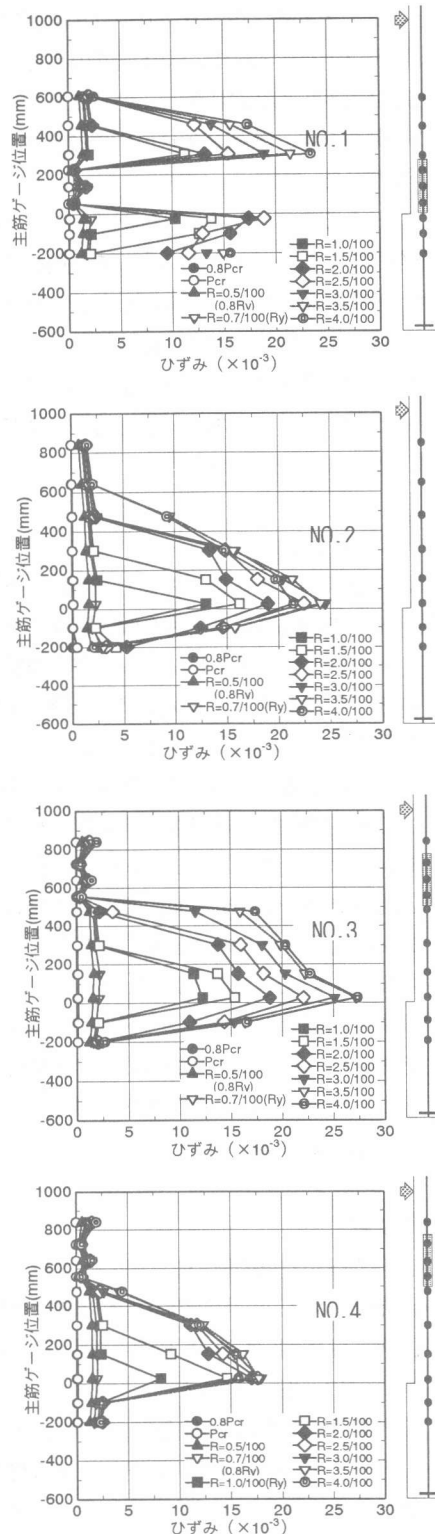 1000
800
600
400
200
0
-200
-400
-600
主筋ゲージ位置(mm)
NO.1
0.8Pcr
Pcr
R=0.5/100
(0.8Ry)
R=0.7/100(Ry)
R=1.0/100
R=1.5/100
R=2.0/100
R=2.5/100
R=3.0/100
R=3.5/100
R=4.0/100
0 5 10 15 20 25 30
ひずみ (×10⁻³)
1000
800
600
400
200
0
-200
-400
-600
主筋ゲージ位置(mm)
NO.2
0.8Pcr
Pcr
R=0.5/100
(0.8Ry)
R=0.7/100(Ry)
R=1.0/100
R=1.5/100
R=2.0/100
R=2.5/100
R=3.0/100
R=3.5/100
R=4.0/100
0 5 10 15 20 25 30
ひずみ (×10⁻³)
1000
800
600
400
200
0
-200
-400
-600
主筋ゲージ位置(mm)
NO.3
0.8Pcr
Pcr
R=0.5/100
(0.8Ry)
R=0.7/100(Ry)
R=1.0/100
R=1.5/100
R=2.0/100
R=2.5/100
R=3.0/100
R=3.5/100
R=4.0/100
0 5 10 15 20 25 30
ひずみ (×10⁻³)
1000
800
600
400
200
0
-200
-400
-600
主筋ゲージ位置(mm)
NO.4
0.8Pcr
Pcr
R=0.5/100
R=0.7/100
(0.8Ry)
R=1.0/100(Ry)
R=1.5/100
R=2.0/100
R=2.5/100
R=3.0/100
R=3.5/100
R=4.0/100
0 5 10 15 20 25 30
ひずみ (×10⁻³)